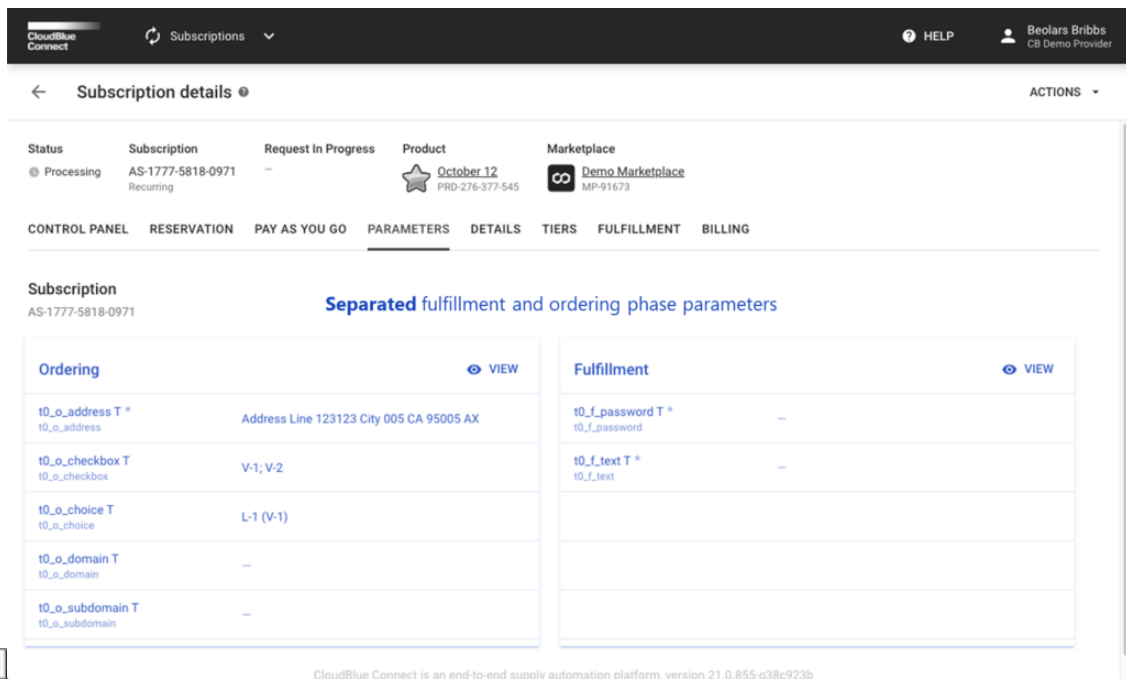 CloudBlue
Connect
Subscriptions
HELP
Beolars Bribbs
CB Demo Provider
Subscription details
ACTIONS
Status
Subscription
Request In Progress
Product
Marketplace
Processing
AS-1777-5818-0971
Recurring
–
October 12
PRD-276-377-545
Demo Marketplace
MP-91673
CONTROL PANEL RESERVATION PAY AS YOU GO PARAMETERS DETAILS TIERS FULFILLMENT BILLING
Subscription
AS-1777-5818-0971
Separated fulfillment and ordering phase parameters
Ordering
VIEW
t0_o_address T *
t0_o_address
Address Line 123123 City 005 CA 95005 AX
t0_o_checkbox T
t0_o_checkbox
V-1; V-2
t0_o_choice T
t0_o_choice
L-1 (V-1)
t0_o_domain T
t0_o_domain
–
t0_o_subdomain T
t0_o_subdomain
–
Fulfillment
VIEW
t0_f_password T *
t0_f_password
–
t0_f_text T *
t0_f_text
–
CloudBlue Connect is an end-to-end supply automation platform, version 21.0.855-g38c923b